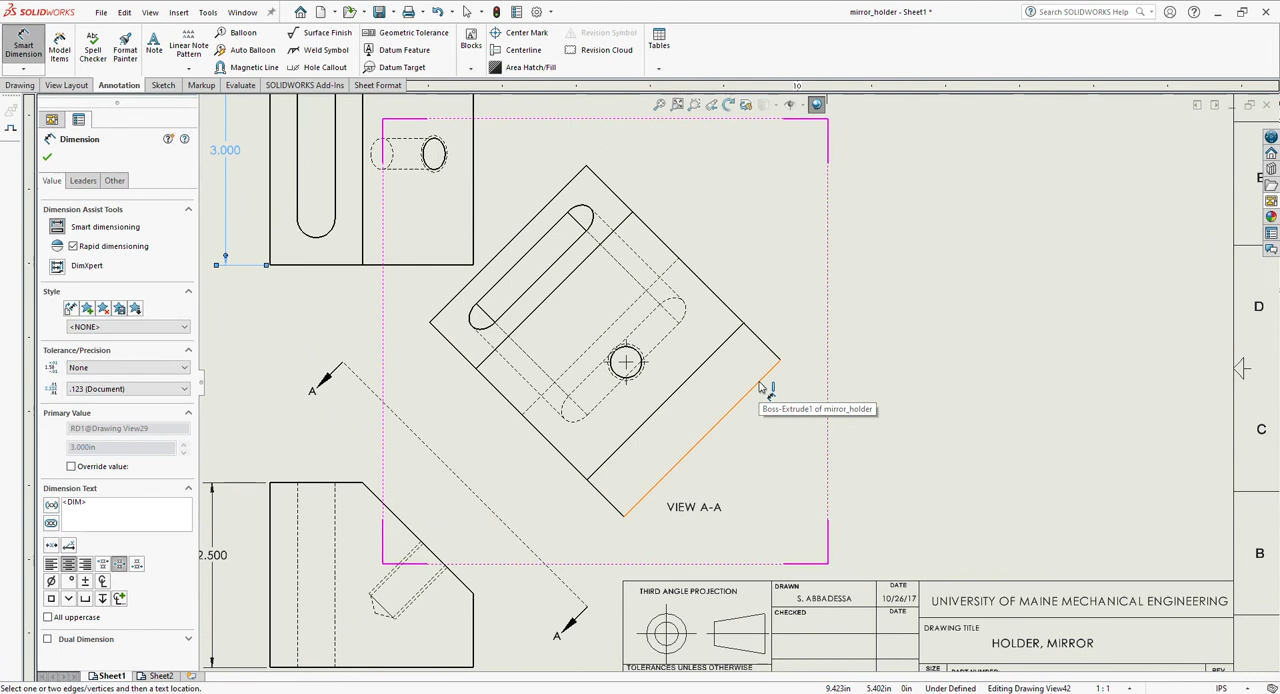 SOLIDWORKS
File Edit View Insert Tools Window
mirror_holder - Sheet1 *
Search SOLIDWORKS Help
Smart Dimension
Model Items
Spell Checker
Format Painter
Note
Linear Note Pattern
Balloon
Auto Balloon
Magnetic Line
Surface Finish
Weld Symbol
Hole Callout
Geometric Tolerance
Datum Feature
Datum Target
Blocks
Center Mark
Centerline
Area Hatch/Fill
Revision Symbol
Revision Cloud
Tables
Drawing View Layout Annotation Sketch Markup Evaluate SOLIDWORKS Add-Ins Sheet Format
10
Dimension
Value Leaders Other
Dimension Assist Tools
Smart dimensioning
Rapid dimensioning
DimXpert
Style
<NONE>
Tolerance/Precision
None
.123 (Document)
Primary Value
RD1@Drawing View29
3.000in
Override value:
Dimension Text
<DIM>
All uppercase
Dual Dimension
3.000
A
Boss-Extrude1 of mirror_holder
VIEW A-A
2.500
A
E
D
C
B
THIRD ANGLE PROJECTION
TOLERANCES UNLESS OTHERWISE
DRAWN
S. ABBADESSA
DATE
10/26/17
CHECKED
DATE
UNIVERSITY OF MAINE MECHANICAL ENGINEERING
DRAWING TITLE
HOLDER, MIRROR
SIZE
REV
Sheet1 Sheet2
Select one or two edges/vertices and then a text location.
9.423in 5.402in 0in Under Defined Editing Drawing View42 1 : 1 IPS